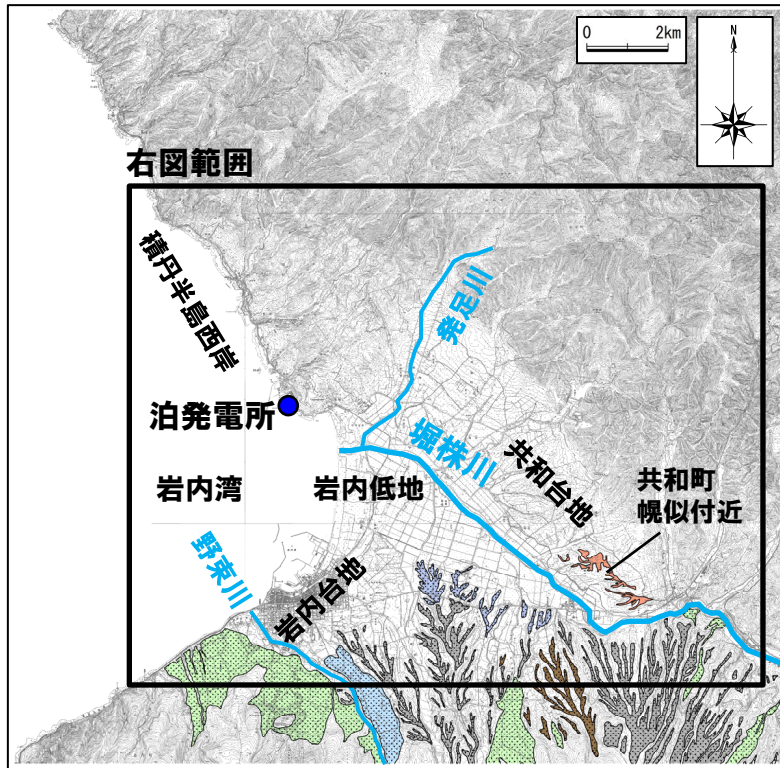 0 2km
N
右図範囲
積丹半島西岸
発足川
泊発電所
堀株川
共和台地
岩内湾
岩内低地
共和町
幌似付近
野束川
岩内台地